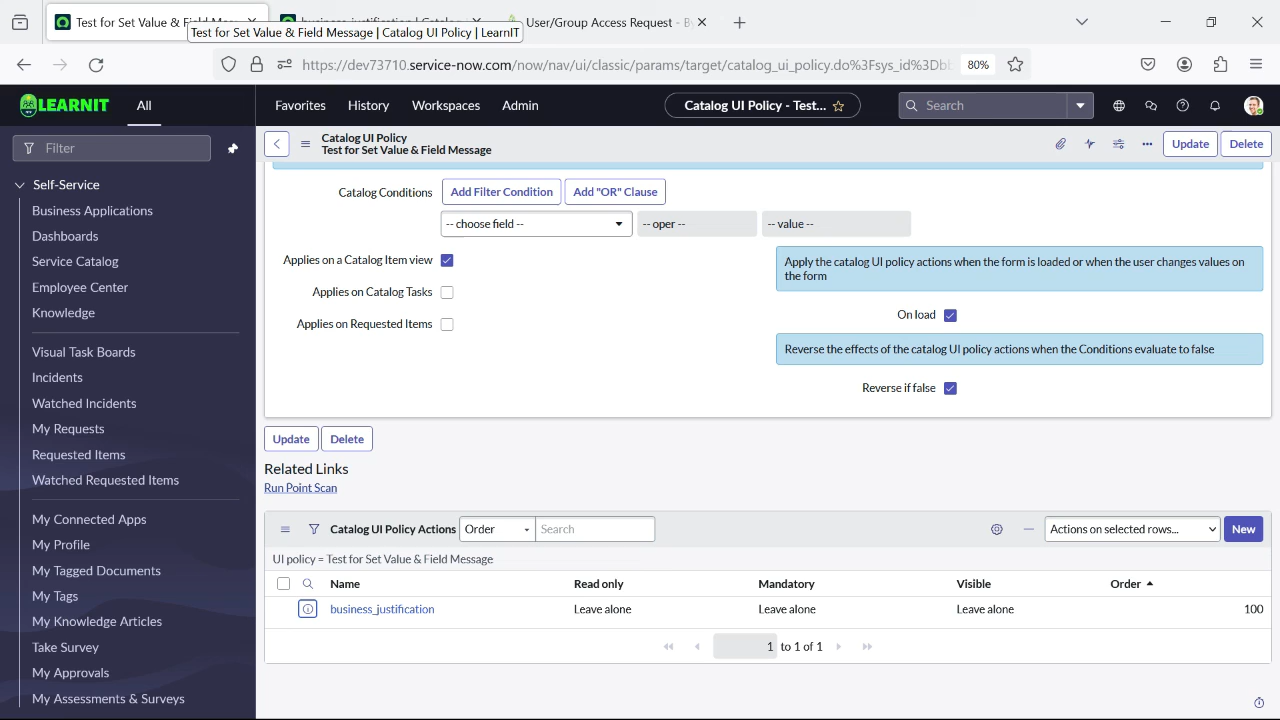 Test for Set Value & Field Mess
business_justification | Catalog
User/Group Access Request - B
Test for Set Value & Field Message | Catalog UI Policy | LearnIT
https://dev73710.service-now.com/now/nav/ui/classic/params/target/catalog_ui_policy.do%3Fsys_id%3Db
80%
LEARNIT
All
Favorites
History
Workspaces
Admin
Catalog UI Policy - Test...
Search
Filter
Catalog UI Policy
Test for Set Value & Field Message
Update
Delete
Self-Service
Business Applications
Dashboards
Service Catalog
Employee Center
Knowledge
Visual Task Boards
Incidents
Watched Incidents
My Requests
Requested Items
Watched Requested Items
My Connected Apps
My Profile
My Tagged Documents
My Tags
My Knowledge Articles
Take Survey
My Approvals
My Assessments & Surveys
Catalog Conditions
Add Filter Condition
Add "OR" Clause
-- choose field --
-- oper --
-- value --
Applies on a Catalog Item view
Applies on Catalog Tasks
Applies on Requested Items
Apply the catalog UI policy actions when the form is loaded or when the user changes values on
the form
On load
Reverse the effects of the catalog UI policy actions when the Conditions evaluate to false
Reverse if false
Update
Delete
Related Links
Run Point Scan
Catalog UI Policy Actions
Order
Search
Actions on selected rows...
New
UI policy = Test for Set Value & Field Message
Name
Read only
Mandatory
Visible
Order
business_justification
Leave alone
Leave alone
Leave alone
100
1
to 1 of 1